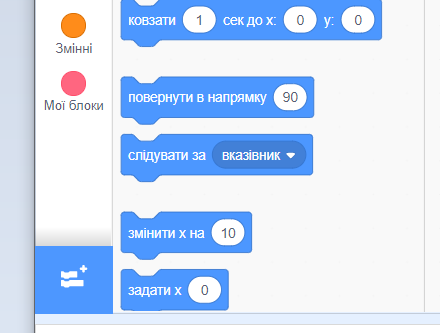 ковзати 1 сек до x: 0 y: 0
Змінні
повернути в напрямку 90
Мої блоки
слідувати за вказівник
змінити x на 10
задати x 0